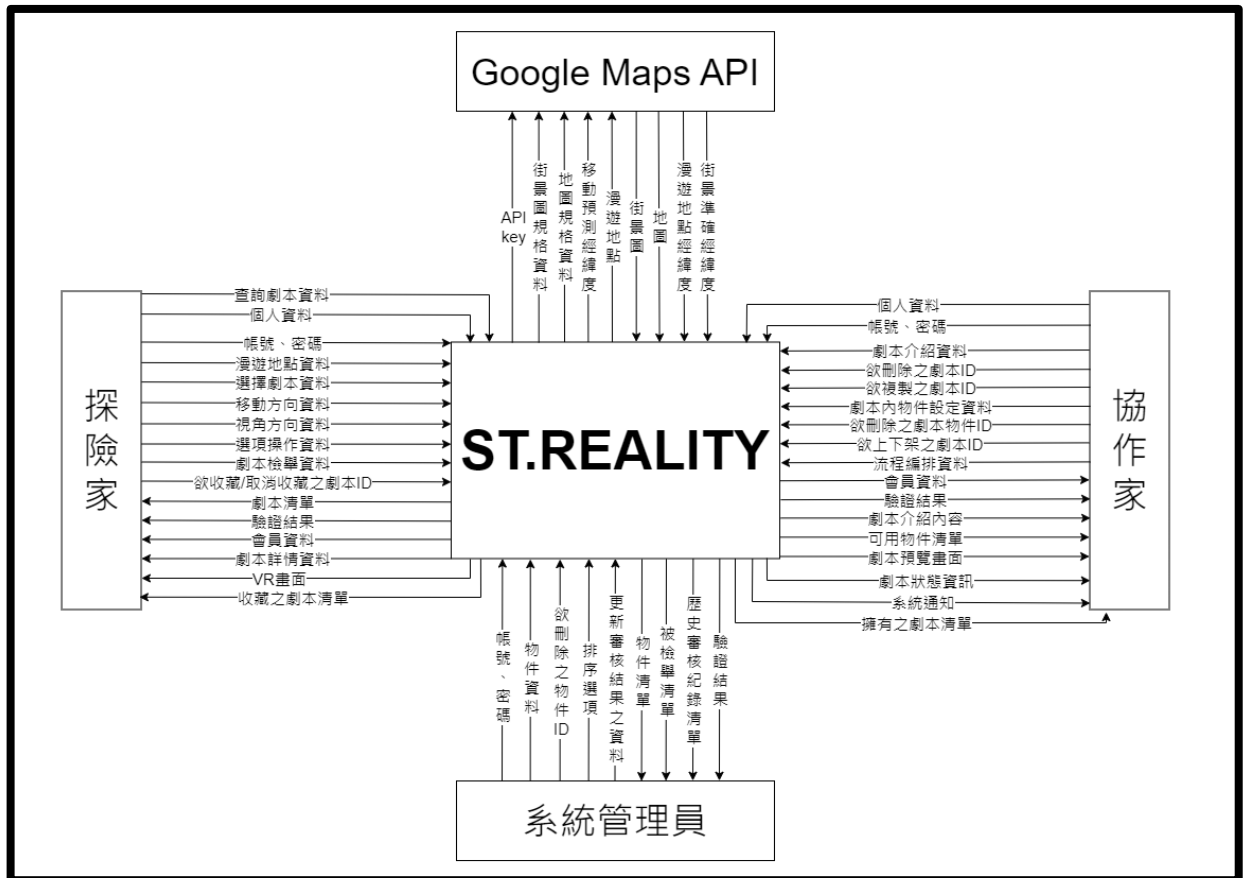 Google Maps API
API
key
街景圖規格資料
地圖規格資料
移動預測經緯度
漫遊地點
街景圖
地圖
漫遊地點經緯度
街景準確經緯度
探險家
查詢劇本資料
個人資料
帳號、密碼
漫遊地點資料
選擇劇本資料
移動方向資料
視角方向資料
選項操作資料
劇本檢舉資料
欲收藏/取消收藏之劇本ID
劇本清單
驗證結果
會員資料
劇本詳情資料
VR畫面
收藏之劇本清單
ST.REALITY
個人資料
帳號、密碼
劇本介紹資料
欲刪除之劇本ID
欲複製之劇本ID
劇本內物件設定資料
欲刪除之劇本物件ID
欲上下架之劇本ID
流程編排資料
會員資料
驗證結果
劇本介紹內容
可用物件清單
劇本預覽畫面
劇本狀態資訊
系統通知
擁有之劇本清單
協作家
帳號、密碼
物件資料
欲刪除之物件ID
排序選項
更新審核結果之資料
物件清單
被檢舉清單
歷史審核紀錄清單
驗證結果
系統管理員